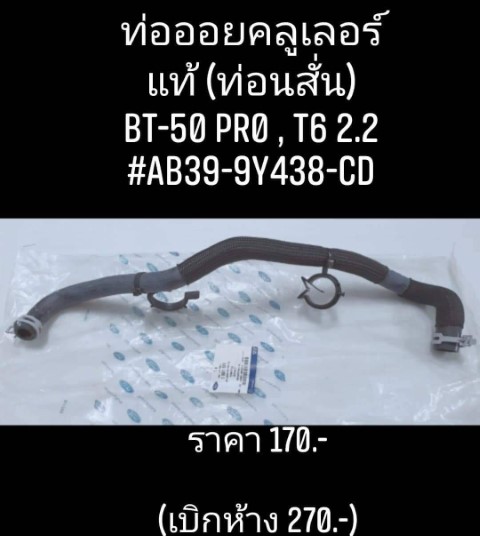 ท่อออยคลูเลอร์
แท้ (ท่อนสั่น)
BT-50 PRO , T6 2.2
#AB39-9Y438-CD
ราคา 170.-
(เบิกห้าง 270.-)